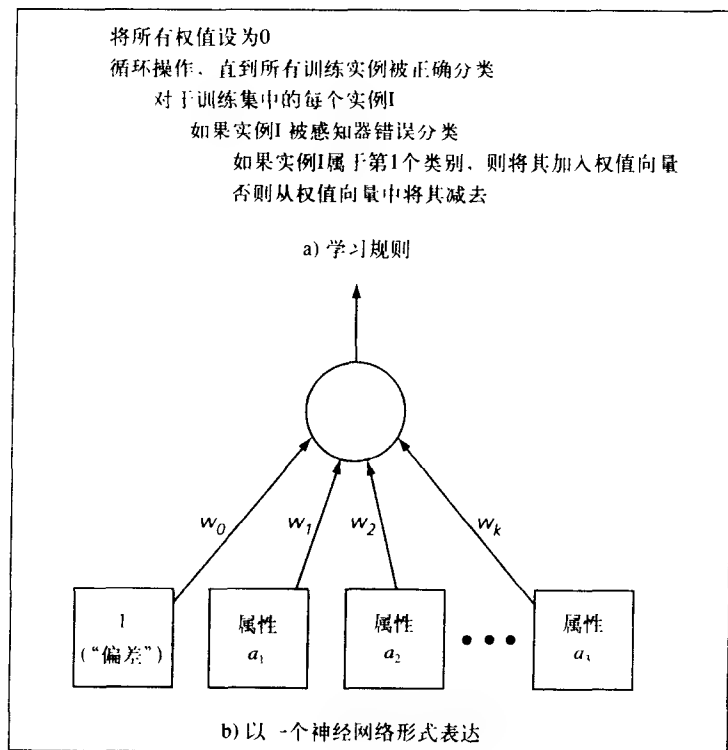 将所有权值设为0
循环操作，直到所有训练实例被正确分类
对于训练集中的每个实例I
如果实例I 被感知器错误分类
如果实例I属于第1个类别，则将其加入权值向量
否则从权值向量中将其减去
a) 学习规则
w₀ w₁ w₂ wₖ
1 属性 属性 属性
(“偏差”) a₁ a₂ ••• a₃
b) 以一个神经网络形式表达